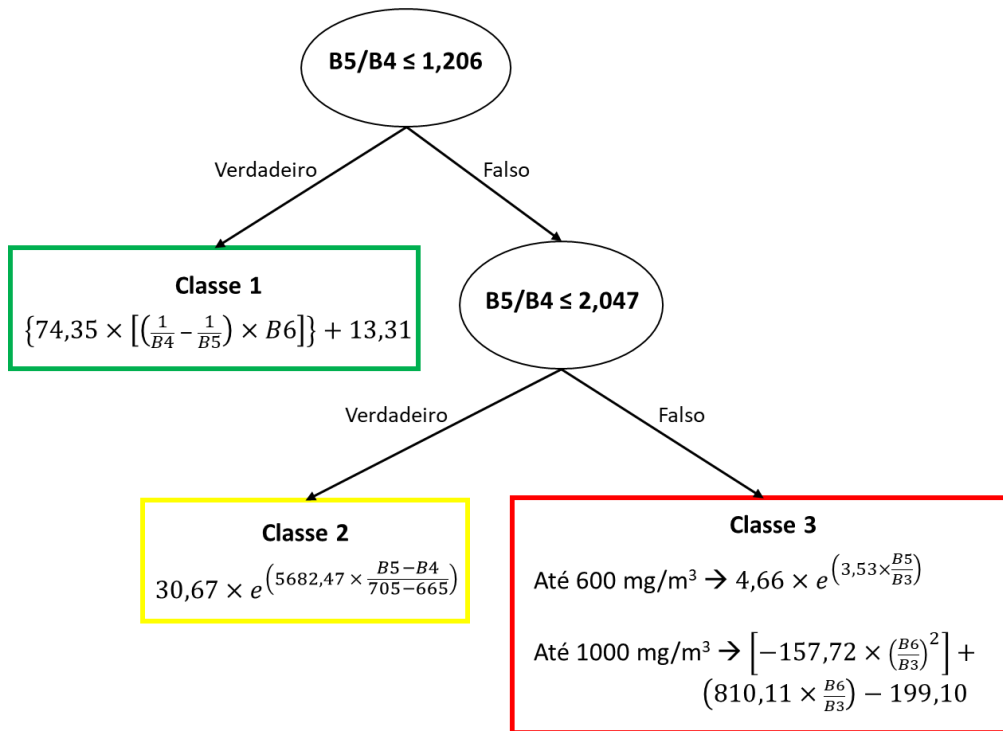 B5/B4 ≤ 1,206
Verdadeiro
Falso
Classe 1
{74,35 × [(1/B4 − 1/B5) × B6]} + 13,31
B5/B4 ≤ 2,047
Verdadeiro
Falso
Classe 2
30,67 × e^(5682,47 × (B5−B4)/(705−665))
Classe 3
Até 600 mg/m³ → 4,66 × e^(3,53×B5/B3)
Até 1000 mg/m³ → [−157,72 × (B6/B3)²] +
(810,11 × B6/B3) − 199,10